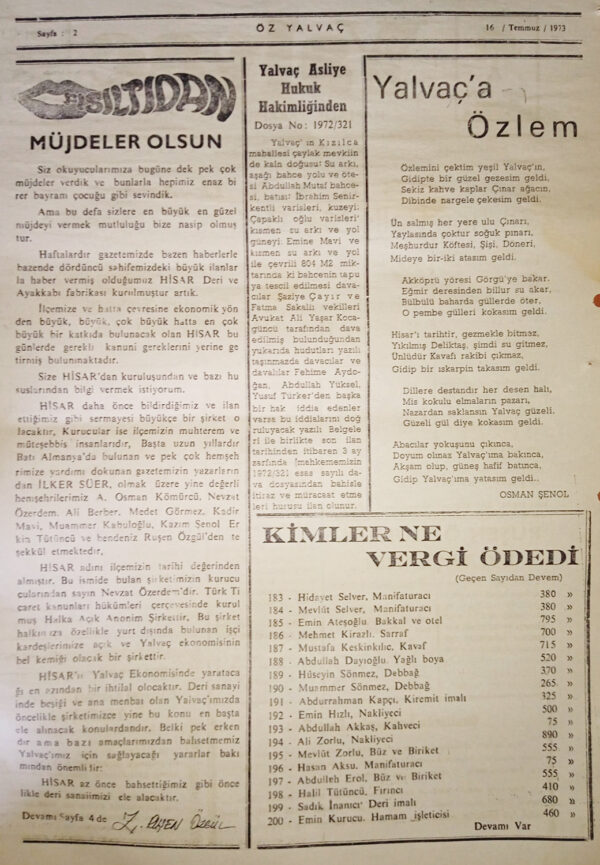 Sayfa : 2
ÖZ YALVAÇ
16 / Temmuz / 1973
FISILTIDAN
MÜJDELER OLSUN
Siz okuyucularımıza bugüne dek pek çok
müjdeler verdik ve bunlarla hepimiz enaz bi
rer bayram çocuğu gibi sevindik.
Ama bu defa sizlere en büyük en güzel
müjdeyi vermek mutluluğu bize nasip olmuş
tur.
Haftalardır gazetemizde bazen haberlerle
bazende dördüncü sahifemizdeki büyük ilanlar
la haber vermiş olduğumuz HİSAR Deri ve
Ayakkabı fabrikası kurulmuştur artık.
İlçemize ve hatta çevresine ekonomik yön
den büyük, büyük, çok büyük hatta en çok
büyük bir katkıda bulunacak olan HİSAR bu
günlerde gerekli kanuni gereklerini yerine ge
tirmiş bulunmaktadır.
Size HİSAR'dan kuruluşundan ve bazı hu
suslarından bilgi vermek istiyorum.
HİSAR daha önce bildirdiğimiz ve ilan
ettiğimiz gibi sermayesi büyükçe bir şirket o
lacaktır. Kurucular ise ilçemizin muhterem ve
müteşebbis insanlarıdır, Başta uzun yıllardır
Batı Almanya'da bulunan ve pek çok hemşeh
rimize yardımı dokunan gazetemizin yazarların
dan İLKER SÜER, olmak üzere yine değerli
hemşehrilerimiz A. Osman Kömürcü, Nevzat
Özerdem. Ali Berber. Medet Görmez. Kadir
Mavi, Muammer Kabuloğlu, Kazım Şenol Er
kin Tütüncü ve bendeniz Ruşen Özgül'den te
şekkül etmektedir.
HİSAR adını ilçemizin tarihi değerinden
almıştır. Bu ismide bulan şirketimizin kurucu
cularından sayın Nevzat Özerdem'dir. Türk Ti
caret kanunları hükümleri çerçevesinde kurul
muş Halka Açık Anonim Şirkettir. Bu şirket
halkımıza özellikle yurt dışında bulunan işçi
kardeşlerimize açık ve Yalvaç ekonomisinin
bel kemiği olacak bir şirkettir.
HİSAR'ın Yalvaç Ekonomisinde yarataca
ğı en azından bir ihtilal olocaktır. Deri sanayi
inde beşiği ve ana menbaı olan Yalvaç'ımızda
öncelikle şirketimizce yine bu konu en başta
ele alınacak konulardandır. Belki pek erken
dir ama bazı amaçlarımızdan bahsetmemiz
Yalvaç'ımız için sağlayacağı yararlar bakı
mından önemlidir:
HİSAR az önce bahsettiğimiz gibi önce
likle deri sanaiimizi ele alacaktır.
Devamı Sayfa 4 de
Yalvaç Asliye
Hukuk
Hakimliğinden
Dosya No: 1972/321
Yalvaç' ın Kızılca
mahallesi çaylak mevkiin
de kain doğusu: Su arkı,
aşağı bahçe yolu ve öte
si Abdullah Mutaf bahçe
si, batısı: İbrahim Senir
kentli varisleri, kuzeyi:
Çapaklı oğlu varisleri'
kısmen su arkı ve yol
güneyi: Emine Mavi ve
kısmen su arkı ve yol
ile çevrili 804 M2 mik
tarında ki bahçenin tapu
ya tescil edilmesi davacı
lar Şaziye Çayır ve
Fatma Sakallı vekilleri
Avukat Ali Yaşar Koca
güncü tarafından dava
edilmiş bulunduğundan
yukarıda hudutları yazılı
taşınmazda davacılar ve
davalılar Fehime Aydo-
ğan, Abdullah Yüksel,
Yusuf Türker'den başka
bir hak iddia edenler
varsa bu iddialarını doğ
ruluyacak yazılı Belgele
ri ile birlikte son ilan
tarihinden itibaren 3 ay
zarfında [mahkememizin
1972/321] esas sayılı da
va dosyasından bahisle
itiraz ve müracaat etme
leri hususu ilan olunur.
Yalvaç'a
Özlem
Özlemini çektim yeşil Yalvaç'ın,
Gidipte bir güzel gezesim geldi,
Sekiz kahve kaplar Çınar ağacın,
Dibinde nargele çekesim geldi.
Ün salmış her yere ulu Çınarı,
Yaylasında çoktur soğuk pınarı,
Meşhurdur Köftesi, Şişi, Döneri,
Mideye bir-iki atasım geldi.
Akköprü yöresi Görgü'ye bakar.
Eğmir deresinden billur su akar,
Bülbülü baharda güllerde öter,
O pembe gülleri kokasım geldi.
Hisar'ı tarihtir, gezmekle bitmez,
Yıkılmış Deliktaş, şimdi su gitmez,
Ünlüdür Kavafı rakibi çıkmaz,
Gidip bir ıskarpin takasım geldi.
Dillere destandır her desen halı,
Mis kokulu elmaların pazarı,
Nazardan saklansın Yalvaç güzeli.
Güzeli gül diye kokasım geldi.
Abacılar yokuşunu çıkınca,
Doyum olmaz Yalvaç'ıma bakınca,
Akşam olup, güneş hafif batınca,
Gidip Yalvaç'ıma yatasım geldi..
OSMAN ŞENOL
KİMLER NE
VERGİ ÖDEDİ
(Geçen Sayıdan Devem)
183 - Hidayet Selver, Manifaturacı 380 »
184 - Mevlüt Selver, Manifaturacı 380 »
185 - Emin Ateşoğlu. Bakkal ve otel 795 »
186 - Mehmet Kirazlı. Sarraf 700 »
187 - Mustafa Keskinkılıc, Kavaf 715 »
188 - Abdullah Dayıoğlu. Yağlı boya 520 »
189 - Hüseyin Sönmez, Debbağ 370 »
190 - Muammer Sönmez, Debbağ 265 »
191 - Abdurrahman Kapçı, Kiremit imalı 325 »
192 - Emin Hızlı, Nakliyeci 500 »
193 - Abdullah Akkaş, Kahveci 75 »
194 - Ali Zorlu, Nakliyeci 890 »
195 - Mevlüt Zorlu, Büz ve Biriket 555 »
196 - Hasan Aksu. Manifaturacı 75 »
197 - Abdulleh Erol, Büz ve Biriket 555 »
198 - Halil Tütüncü, Fırıncı 410 »
199 - Sadık İnanıcı' Deri imalı 680 »
200 - Emin Kurucu. Hamam işleticisi 460 »
Devamı Var